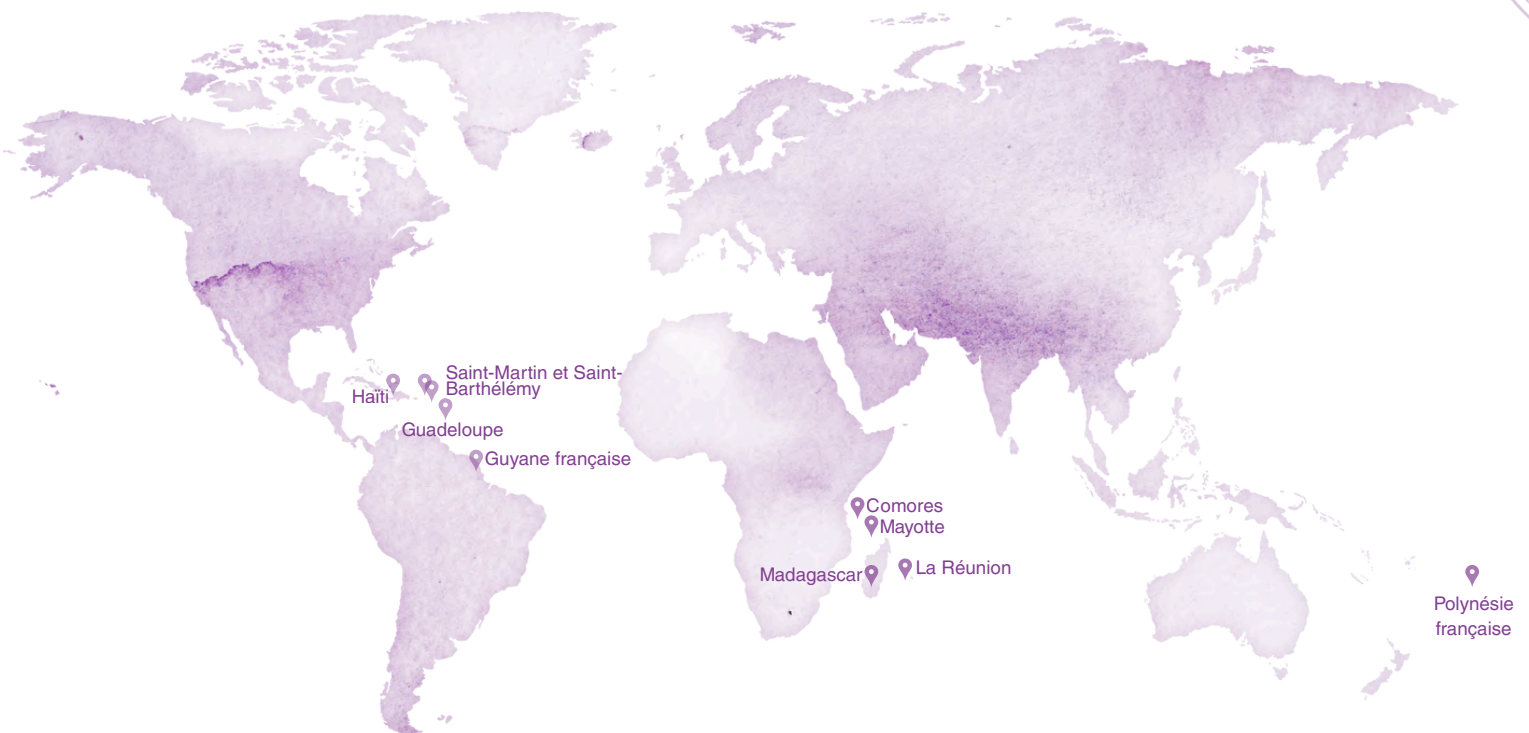 Saint-Martin et Saint-
Barthélémy
Haïti
Guadeloupe
Guyane française
Comores
Mayotte
La Réunion
Madagascar
Polynésie
française